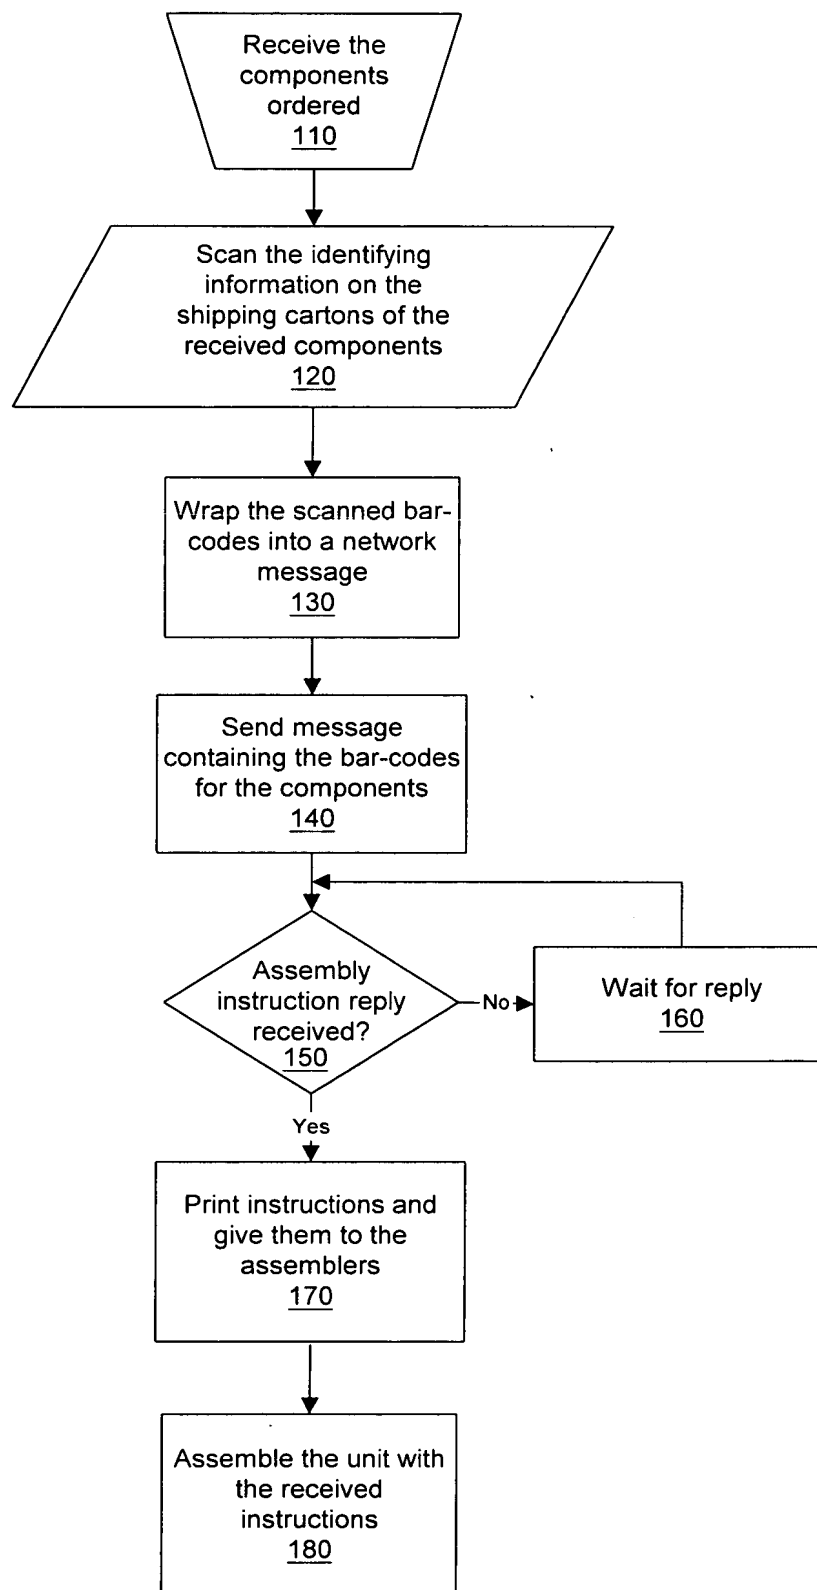 Receive the
components
ordered
110
Scan the identifying
information on the
shipping cartons of the
received components
120
Wrap the scanned bar-
codes into a network
message
130
Send message
containing the bar-codes
for the components
140
Assembly
instruction reply
received?
150
No
Wait for reply
160
Yes
Print instructions and
give them to the
assemblers
170
Assemble the unit with
the received
instructions
180